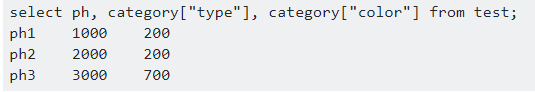 select ph, category["type"], category["color"] from test;
ph1 1000 200
ph2 2000 200
ph3 3000 700